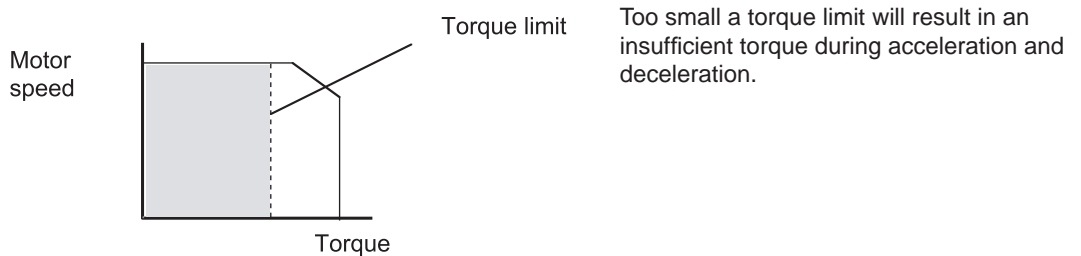 Torque limit
Motor
speed
Torque
Too small a torque limit will result in an
insufficient torque during acceleration and
deceleration.